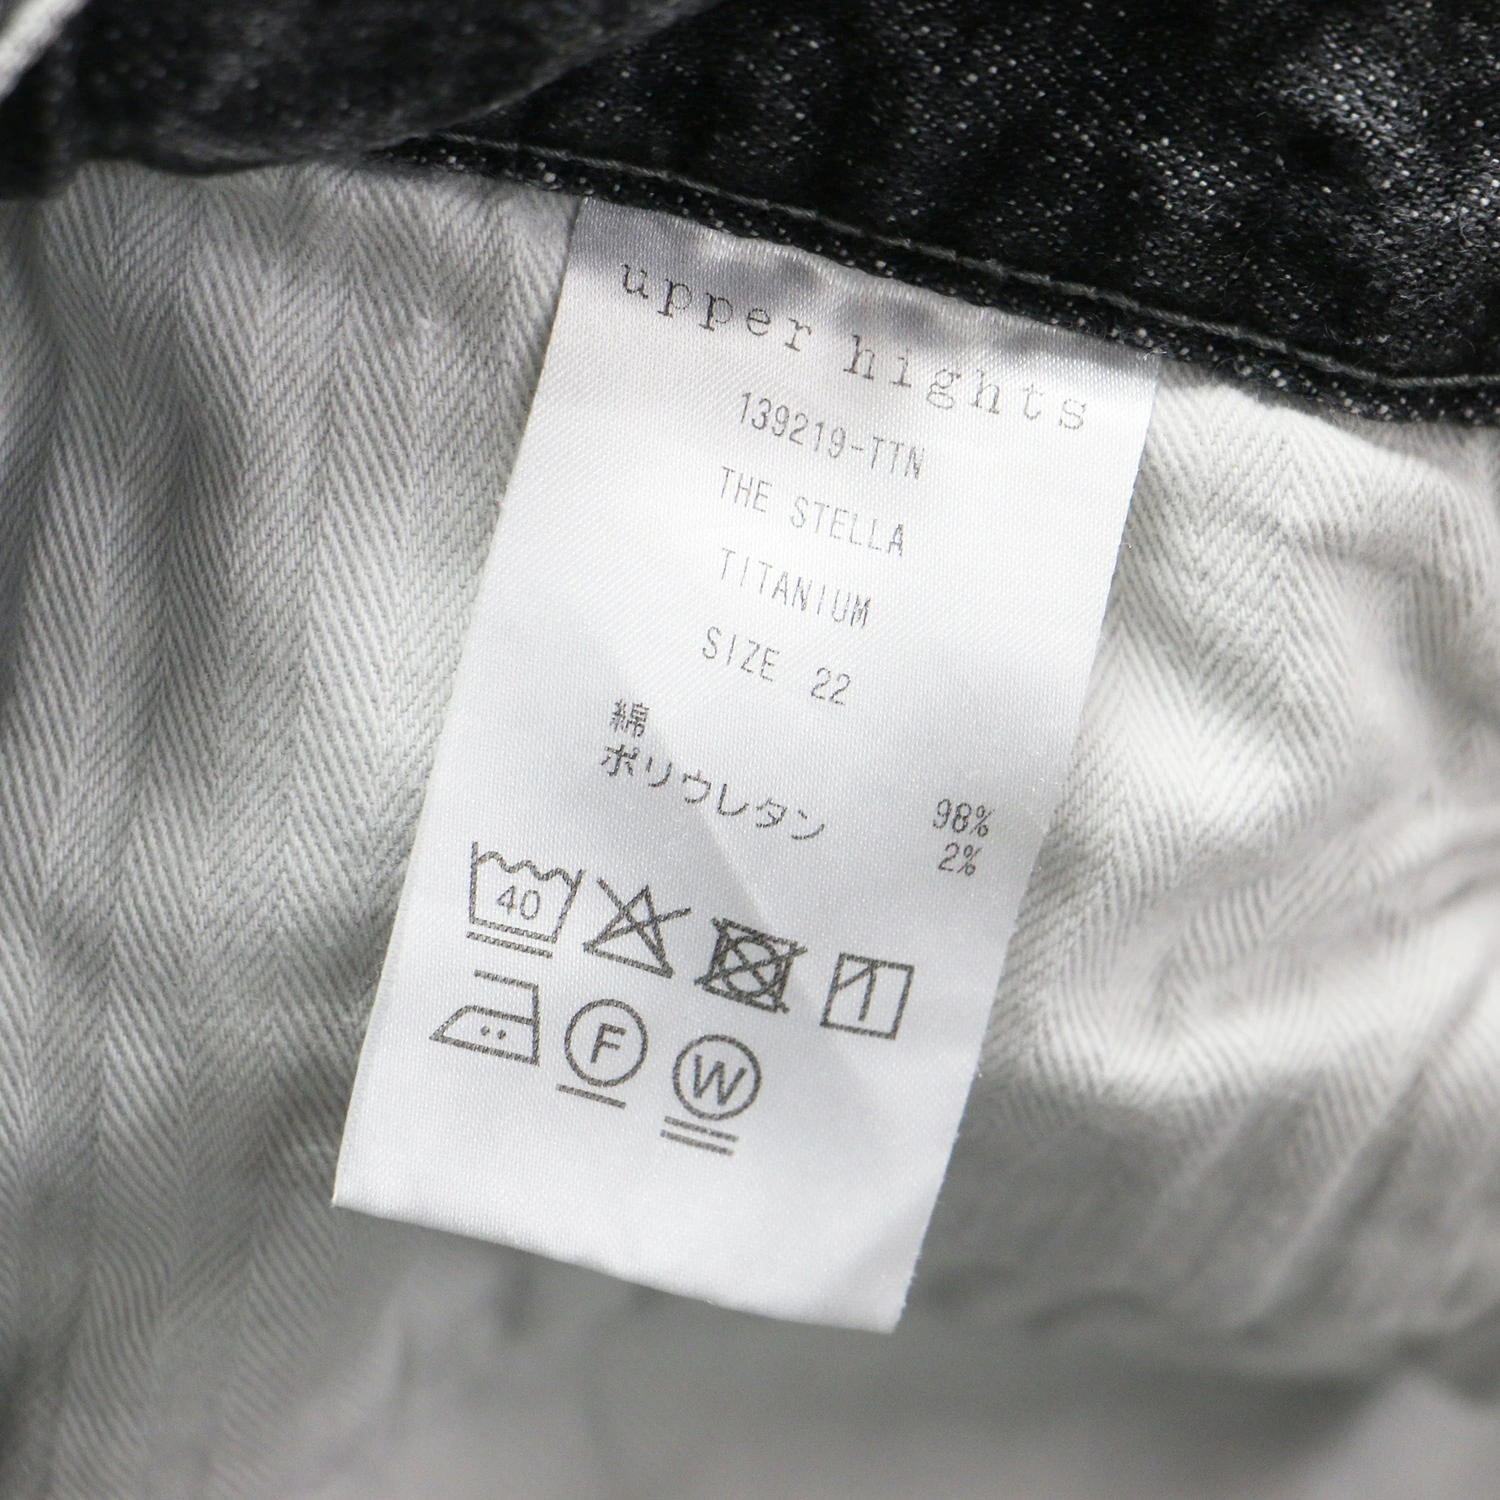 upper hights
139219-TTN
THE STELLA
TITANIUM
SIZE 22
綿 98%
ポリウレタン 2%
40
F
W